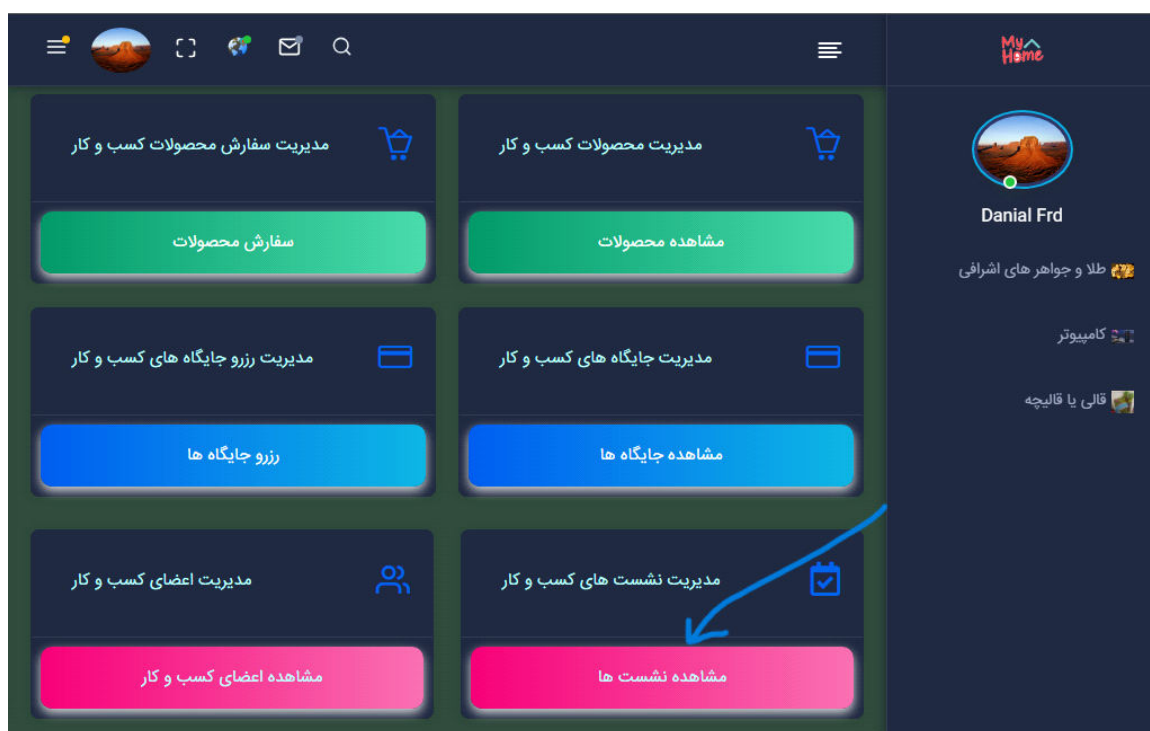 My
Home
Danial Frd
طلا و جواهر های اشرافی
کامپیوتر
قالی یا قالیچه
مدیریت محصولات کسب و کار
مشاهده محصولات
مدیریت سفارش محصولات کسب و کار
سفارش محصولات
مدیریت جایگاه های کسب و کار
مشاهده جایگاه ها
مدیریت رزرو جایگاه های کسب و کار
رزرو جایگاه ها
مدیریت نشست های کسب و کار
مشاهده نشست ها
مدیریت اعضای کسب و کار
مشاهده اعضای کسب و کار